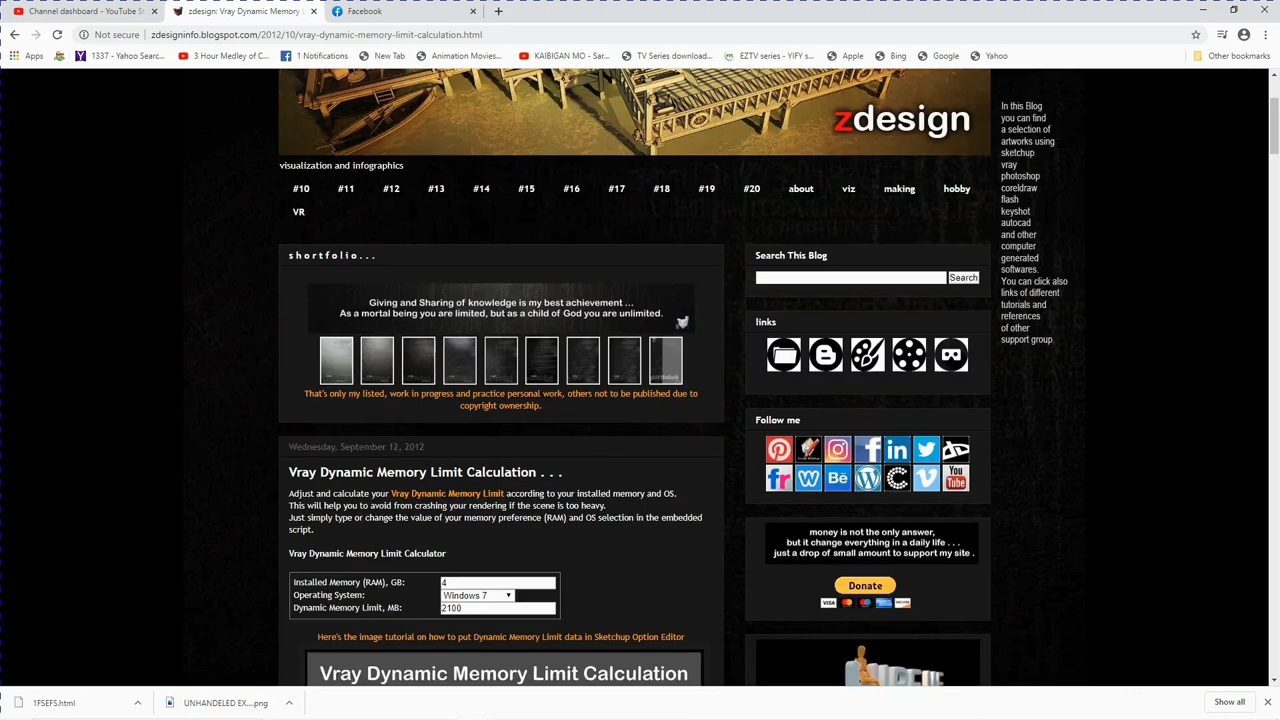 Channel dashboard - YouTube St
zdesign: Vray Dynamic Memory L
Facebook
Not secure
zdesigninfo.blogspot.com/2012/10/vray-dynamic-memory-limit-calculation.html
Apps
1337 - Yahoo Searc...
3 Hour Medley of C...
1 Notifications
New Tab
Animation Movies...
KAIBIGAN MO - Sar...
TV Series download...
EZTV - YIFY s...
Apple
Bing
Google
Yahoo
Other bookmarks
zdesign
visualization and infographics
#10 #11 #12 #13 #14 #15 #16 #17 #18 #19 #20 about viz making hobby
VR
In this Blog
you can find
a selection of
artworks using
sketchup
vray
photoshop
coreldraw
flash
keyshot
autocad
and other
computer
generated
softwares.
You can click also
links of different
tutorials and
references
of other
support group.
s h o r t f o l i o . . .
Giving and Sharing of knowledge is my best achievement ...
As a mortal being you are limited, but as a child of God you are unlimited.
That's only my listed, work in progress and practice personal work, others not to be published due to
copyright ownership.
Wednesday, September 12, 2012
Vray Dynamic Memory Limit Calculation . . .
Adjust and calculate your Vray Dynamic Memory Limit according to your installed memory and OS.
This will help you to avoid from crashing your rendering if the scene is too heavy.
Just simply type or change the value of your memory preference (RAM) and OS selection in the embedded
script.
Vray Dynamic Memory Limit Calculator
Installed Memory (RAM), GB: 4
Operating System: Windows 7
Dynamic Memory Limit, MB: 2100
Here's the image tutorial on how to put Dynamic Memory Limit data in Sketchup Option Editor
Vray Dynamic Memory Limit Calculation
Search This Blog
Search
links
Follow me
You
Tube
money is not the only answer,
but it change everything in a daily life . . .
just a drop of small amount to support my site .
Donate
VISA
1FSEFS.html
UNHANDELED EX....png
Show all